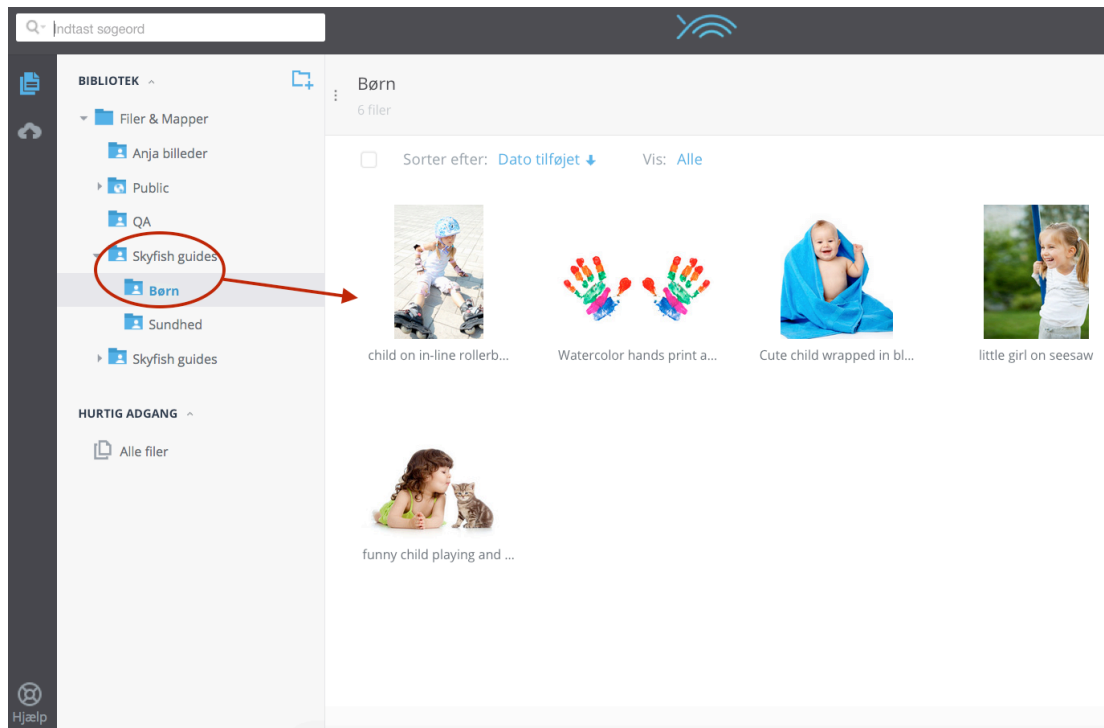 Indtast søgeord
BIBLIOTEK
Filer & Mapper
Anja billeder
Public
QA
Skyfish guides
Børn
Sundhed
Skyfish guides
HURTIG ADGANG
Alle filer
Hjælp
Børn
6 filer
Sorter efter: Dato tilføjet Vis: Alle
child on in-line rollerb...
Watercolor hands print a...
Cute child wrapped in bl...
little girl on seesaw
funny child playing and ...